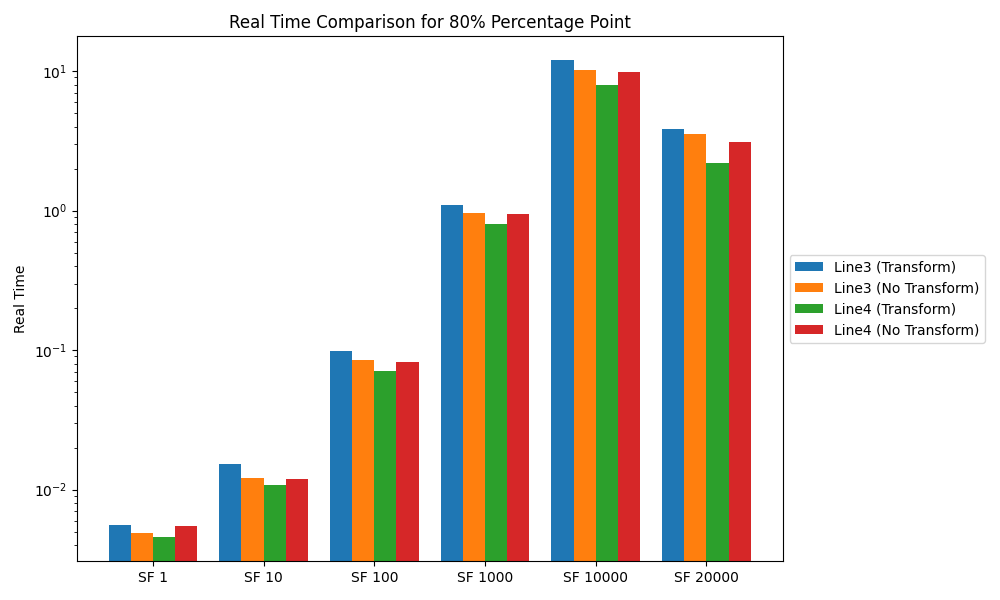 Real Time Comparison for 80% Percentage Point
Real Time
10¹
10⁰
10⁻¹
10⁻²
SF 1
SF 10
SF 100
SF 1000
SF 10000
SF 20000
Line3 (Transform)
Line3 (No Transform)
Line4 (Transform)
Line4 (No Transform)